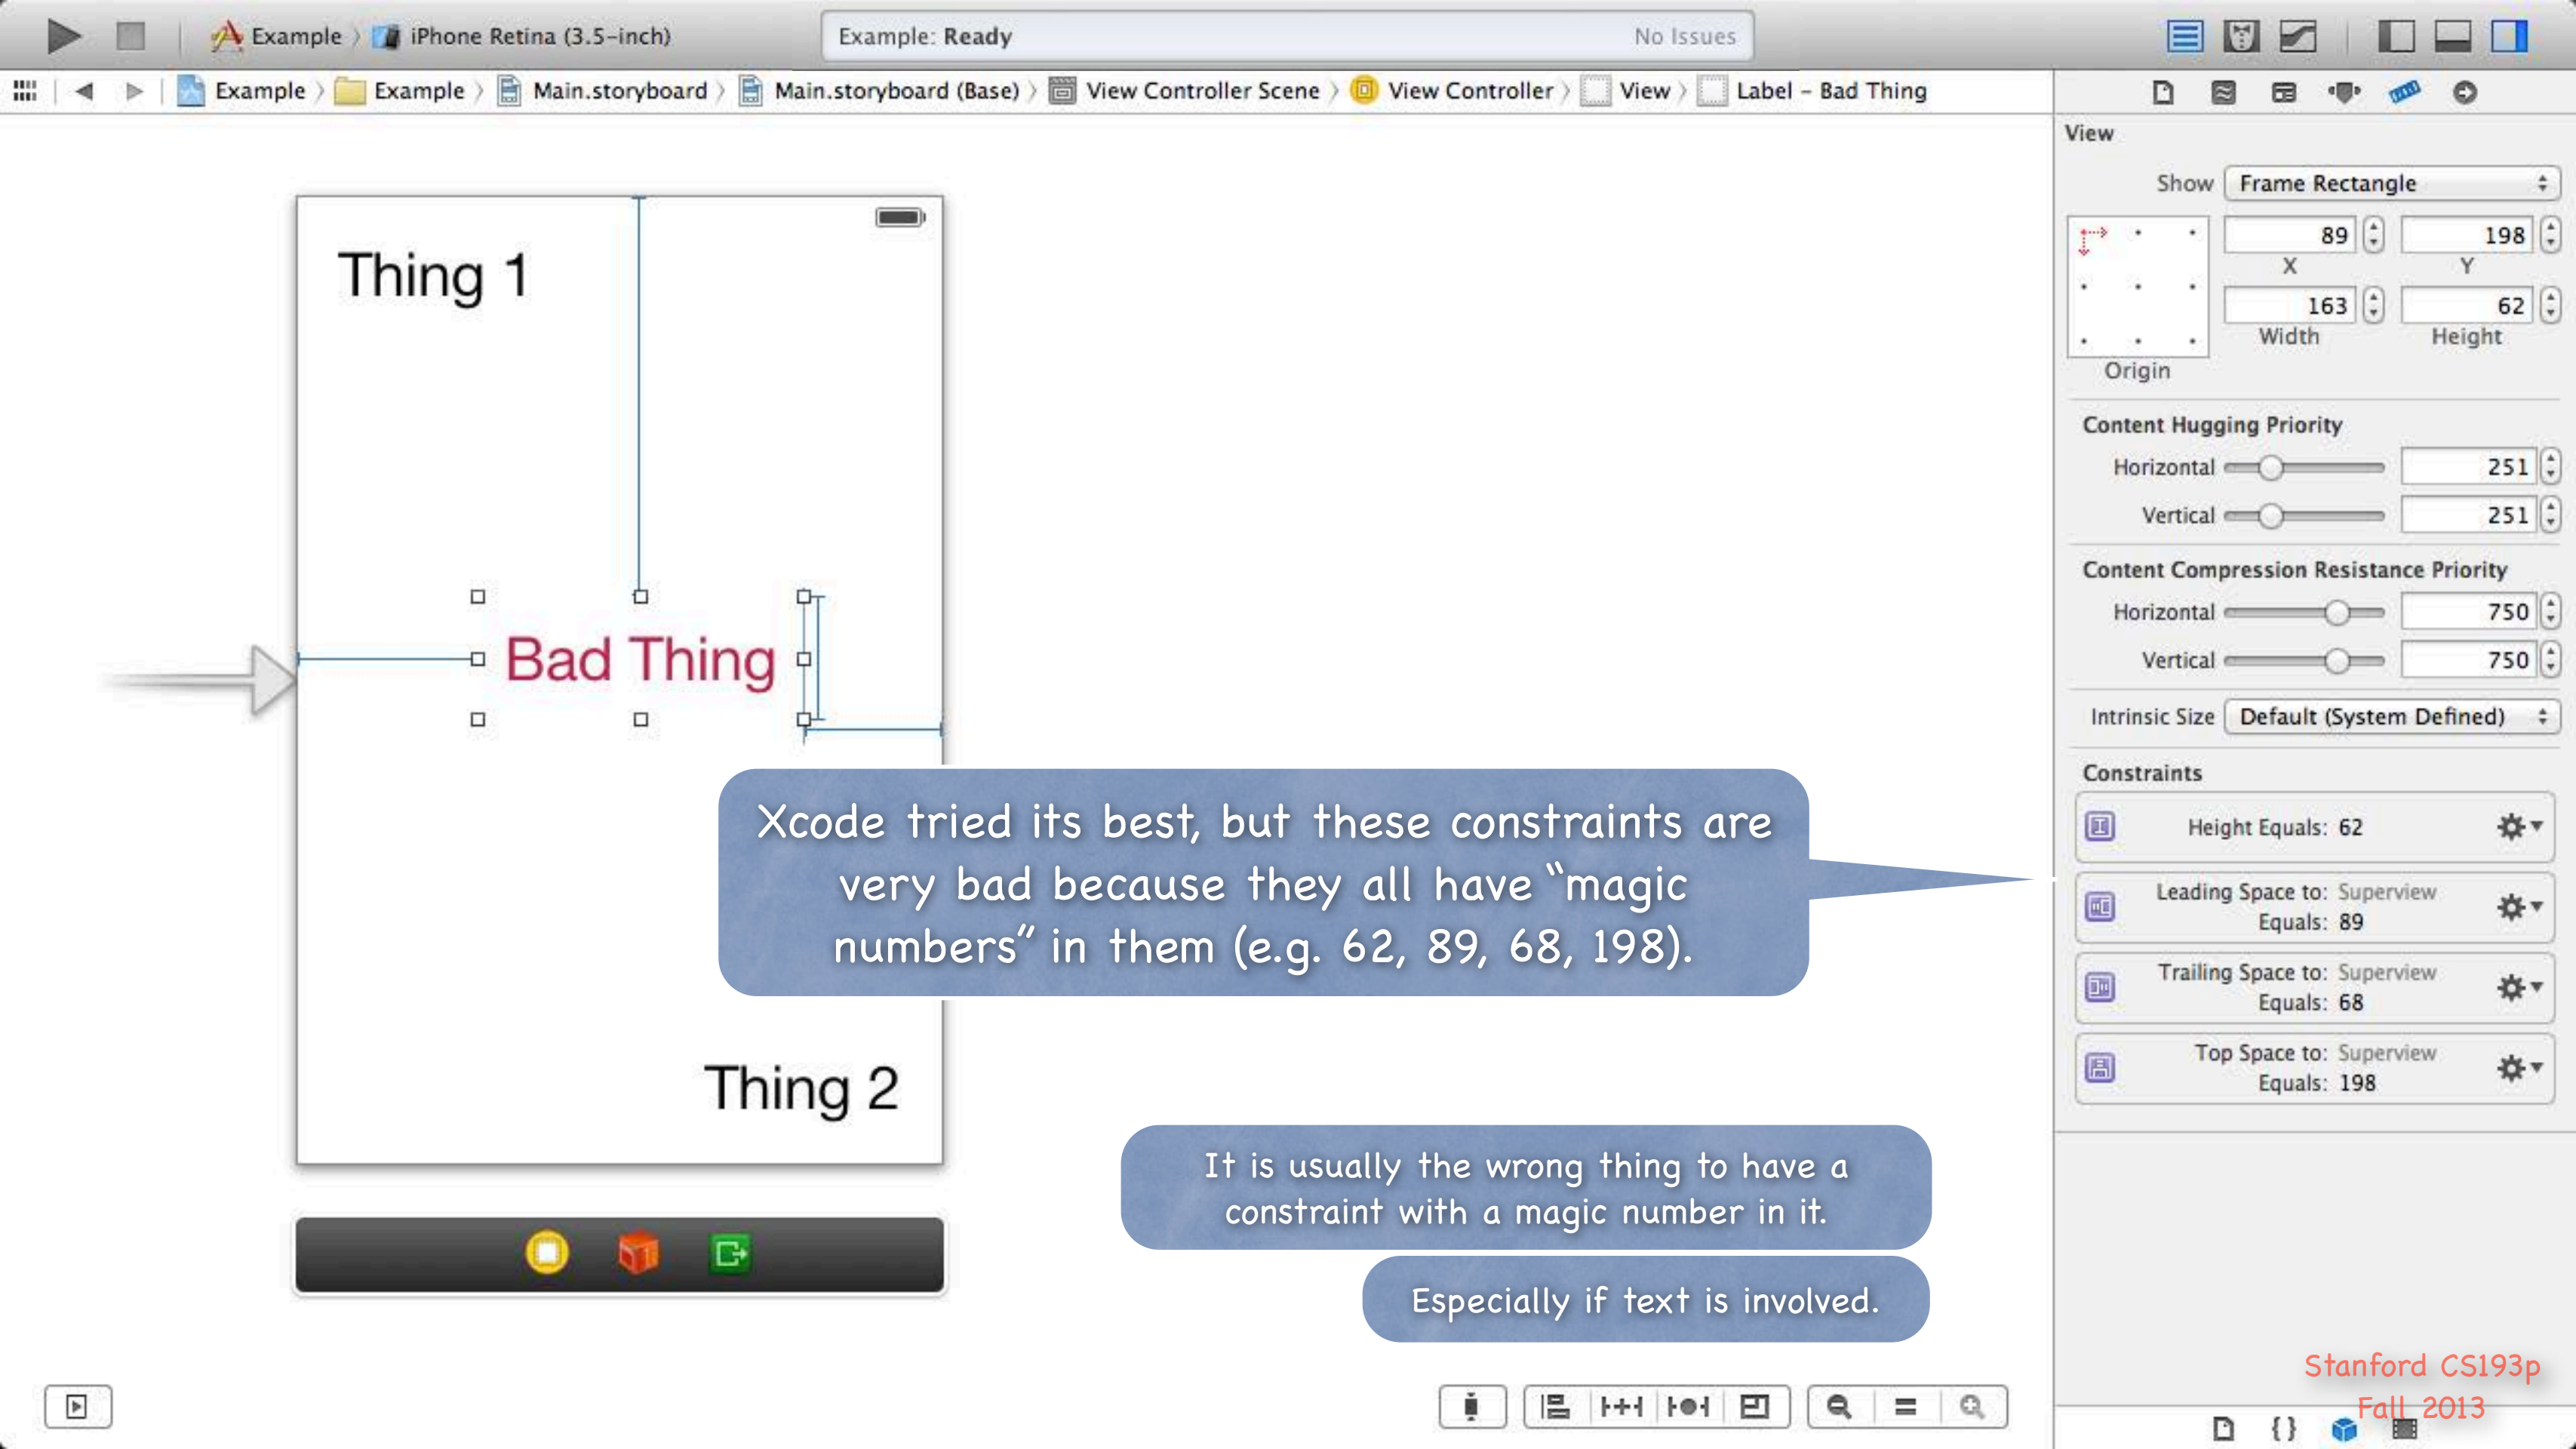 Example
iPhone Retina (3.5-inch)
Example: Ready
No Issues
Example
Example
Main.storyboard
Main.storyboard (Base)
View Controller Scene
View Controller
View
Label - Bad Thing
Thing 1
Bad Thing
Thing 2
Xcode tried its best, but these constraints are
very bad because they all have “magic
numbers” in them (e.g. 62, 89, 68, 198).
It is usually the wrong thing to have a
constraint with a magic number in it.
Especially if text is involved.
View
Show Frame Rectangle
89 198
X Y
163 62
Width Height
Origin
Content Hugging Priority
Horizontal 251
Vertical 251
Content Compression Resistance Priority
Horizontal 750
Vertical 750
Intrinsic Size Default (System Defined)
Constraints
Height Equals: 62
Leading Space to: Superview
Equals: 89
Trailing Space to: Superview
Equals: 68
Top Space to: Superview
Equals: 198
Stanford CS193p
Fall 2013